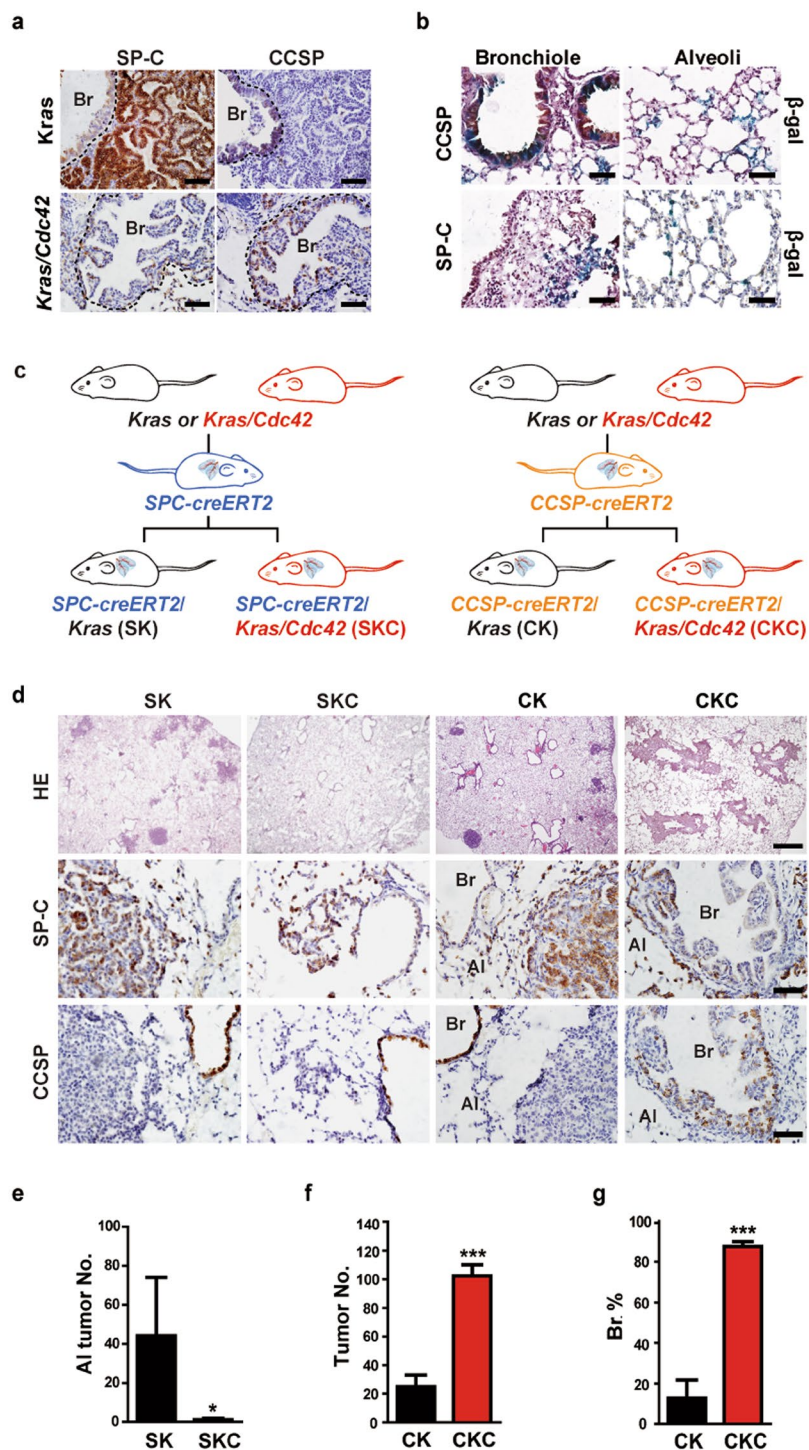 a
SP-C
CCSP
Kras
Br
Br
Kras/Cdc42
Br
Br
b
Bronchiole
Alveoli
CCSP
β-gal
SP-C
β-gal
c
Kras or Kras/Cdc42
SPC-creERT2
SPC-creERT2/
Kras (SK)
SPC-creERT2/
Kras/Cdc42 (SKC)
Kras or Kras/Cdc42
CCSP-creERT2
CCSP-creERT2/
Kras (CK)
CCSP-creERT2/
Kras/Cdc42 (CKC)
d
SK
SKC
CK
CKC
HE
SP-C
Br
Al
Br
Al
CCSP
Br
Al
Br
Al
e
Al tumor No.
100
80
60
40
20
0
*
SK
SKC
f
Tumor No.
140
120
100
80
60
40
20
0
***
CK
CKC
g
Br. %
100
80
60
40
20
0
***
CK
CKC